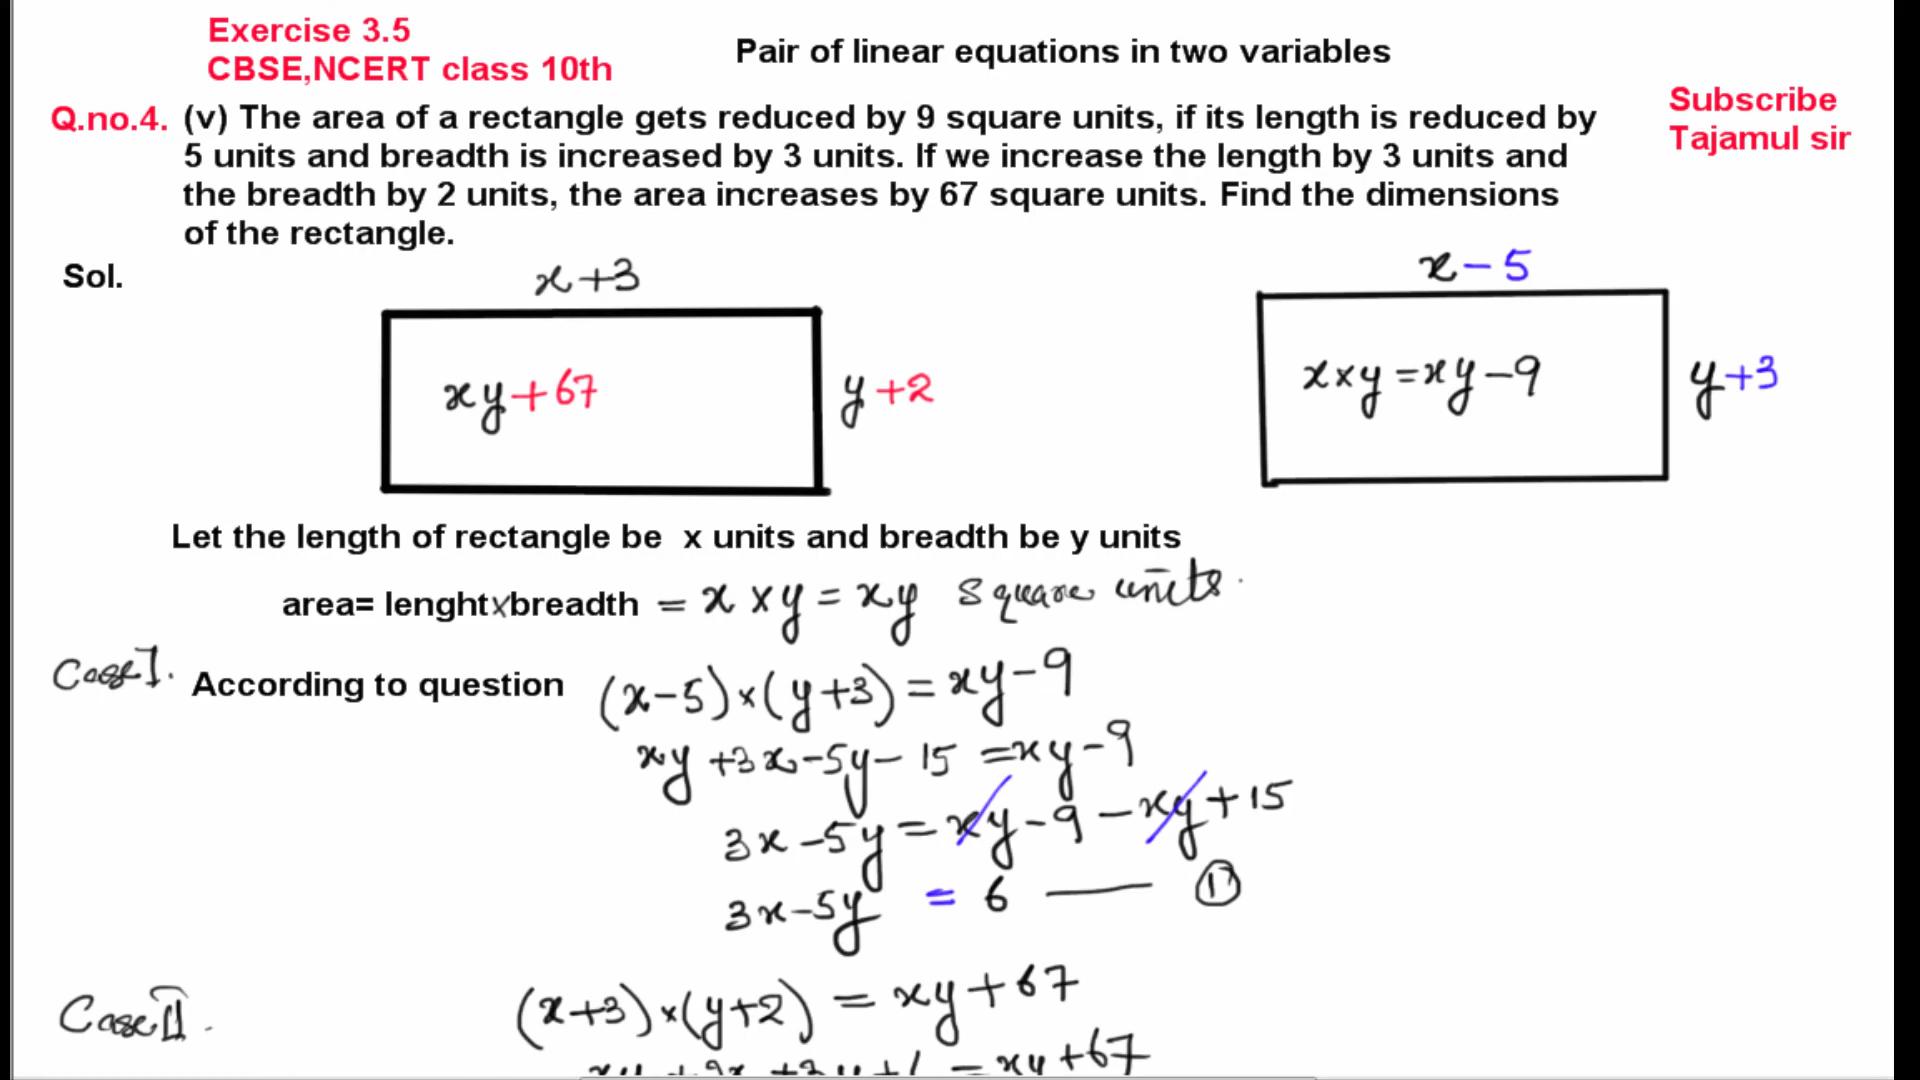 Exercise 3.5
CBSE,NCERT class 10th
Pair of linear equations in two variables
Subscribe
Tajamul sir
Q.no.4. (v) The area of a rectangle gets reduced by 9 square units, if its length is reduced by
5 units and breadth is increased by 3 units. If we increase the length by 3 units and
the breadth by 2 units, the area increases by 67 square units. Find the dimensions
of the rectangle.
Sol.
x+3
xy+67
y+2
x-5
x×y=xy-9
y+3
Let the length of rectangle be x units and breadth be y units
area= lenght×breadth = x×y = xy square units.
Case I. According to question (x-5)×(y+3) = xy-9
xy+3x-5y-15 = xy-9
3x-5y = xy-9-xy+15
3x-5y = 6 — 1
Case II. (x+3)×(y+2) = xy+67
= xy+67